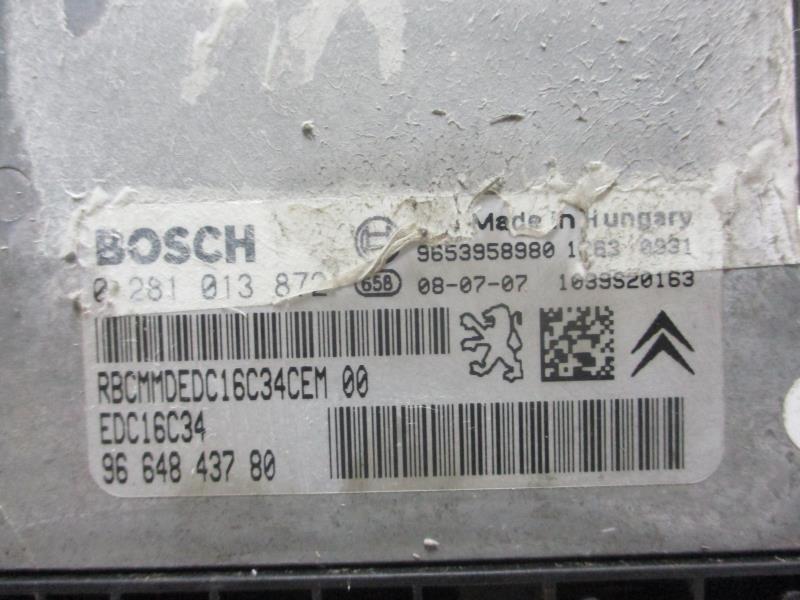 BOSCH Made in Hungary
9653958980 0931
281 013 872 658 08-07-07 1039S20163
RBCMMDEDC16C34CEM 00
EDC16C34
96 648 437 80